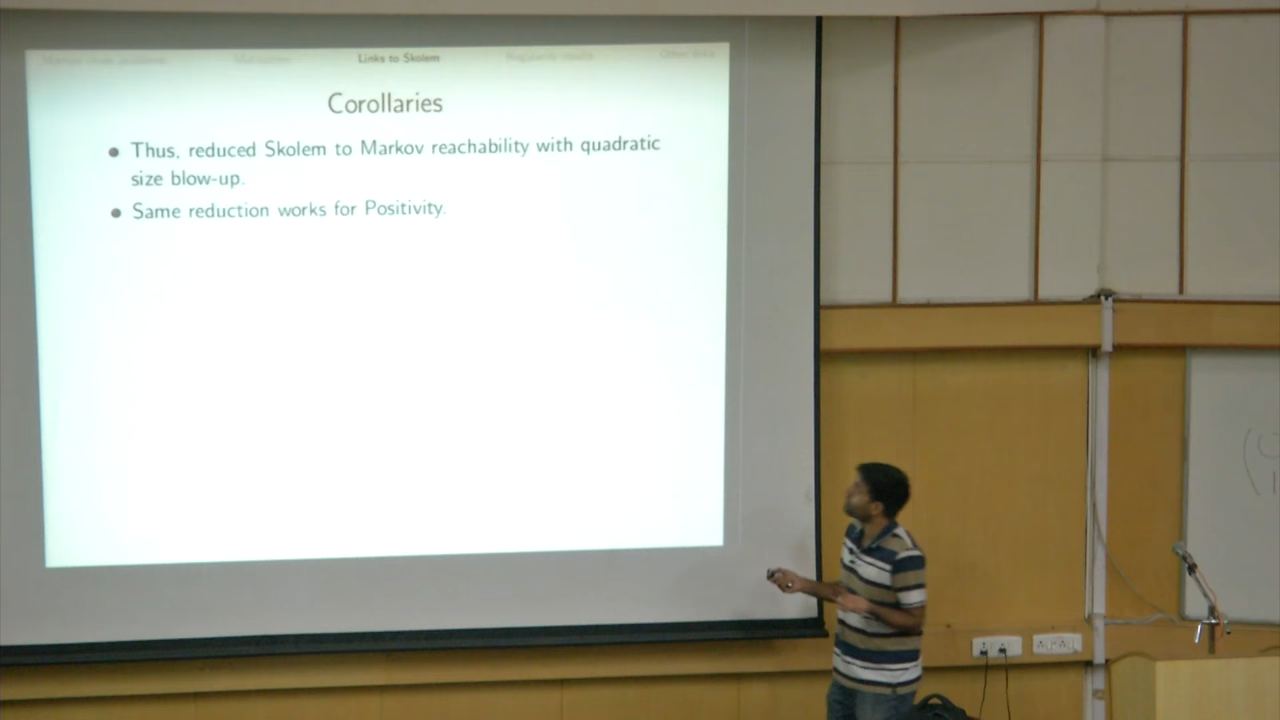 Links to Skolem
Corollaries
Thus, reduced Skolem to Markov reachability with quadratic
size blow-up.
Same reduction works for Positivity.